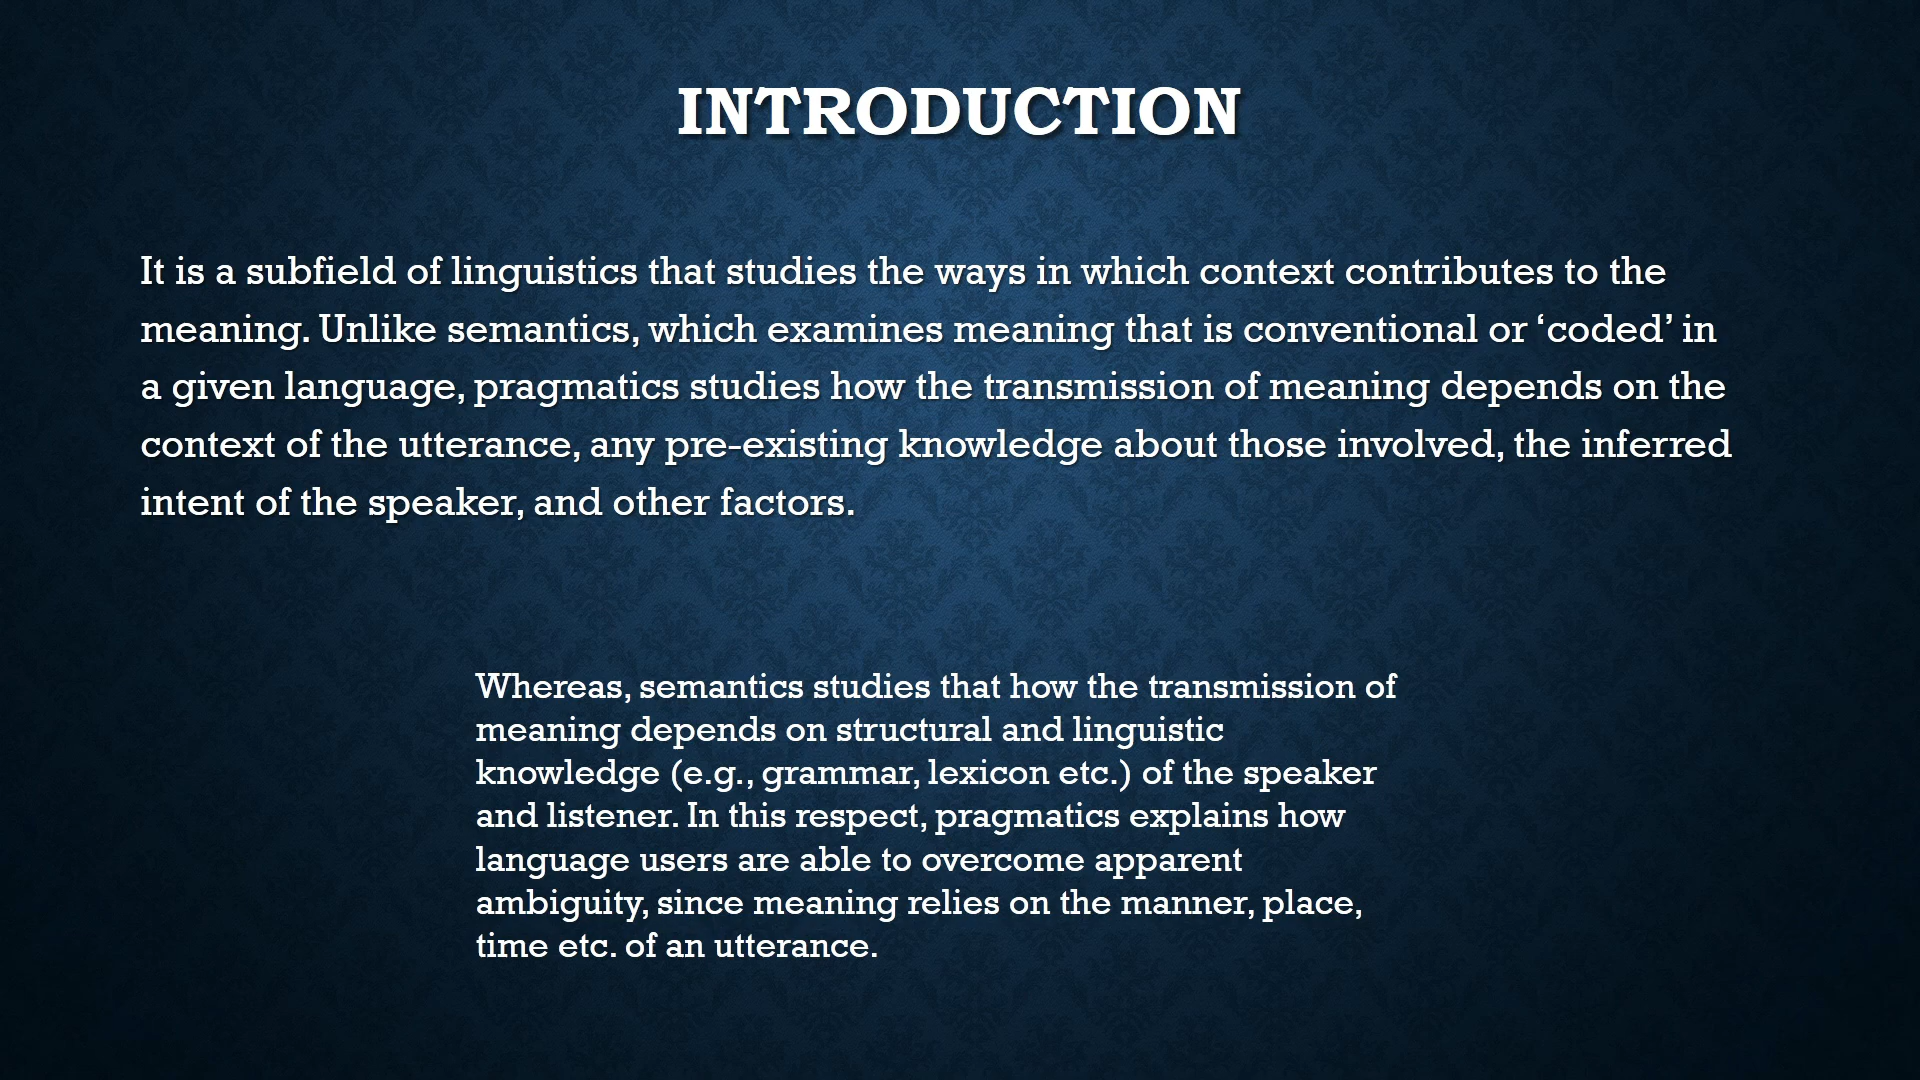 INTRODUCTION
It is a subfield of linguistics that studies the ways in which context contributes to the
meaning. Unlike semantics, which examines meaning that is conventional or ‘coded’ in
a given language, pragmatics studies how the transmission of meaning depends on the
context of the utterance, any pre-existing knowledge about those involved, the inferred
intent of the speaker, and other factors.
Whereas, semantics studies that how the transmission of
meaning depends on structural and linguistic
knowledge (e.g., grammar, lexicon etc.) of the speaker
and listener. In this respect, pragmatics explains how
language users are able to overcome apparent
ambiguity, since meaning relies on the manner, place,
time etc. of an utterance.